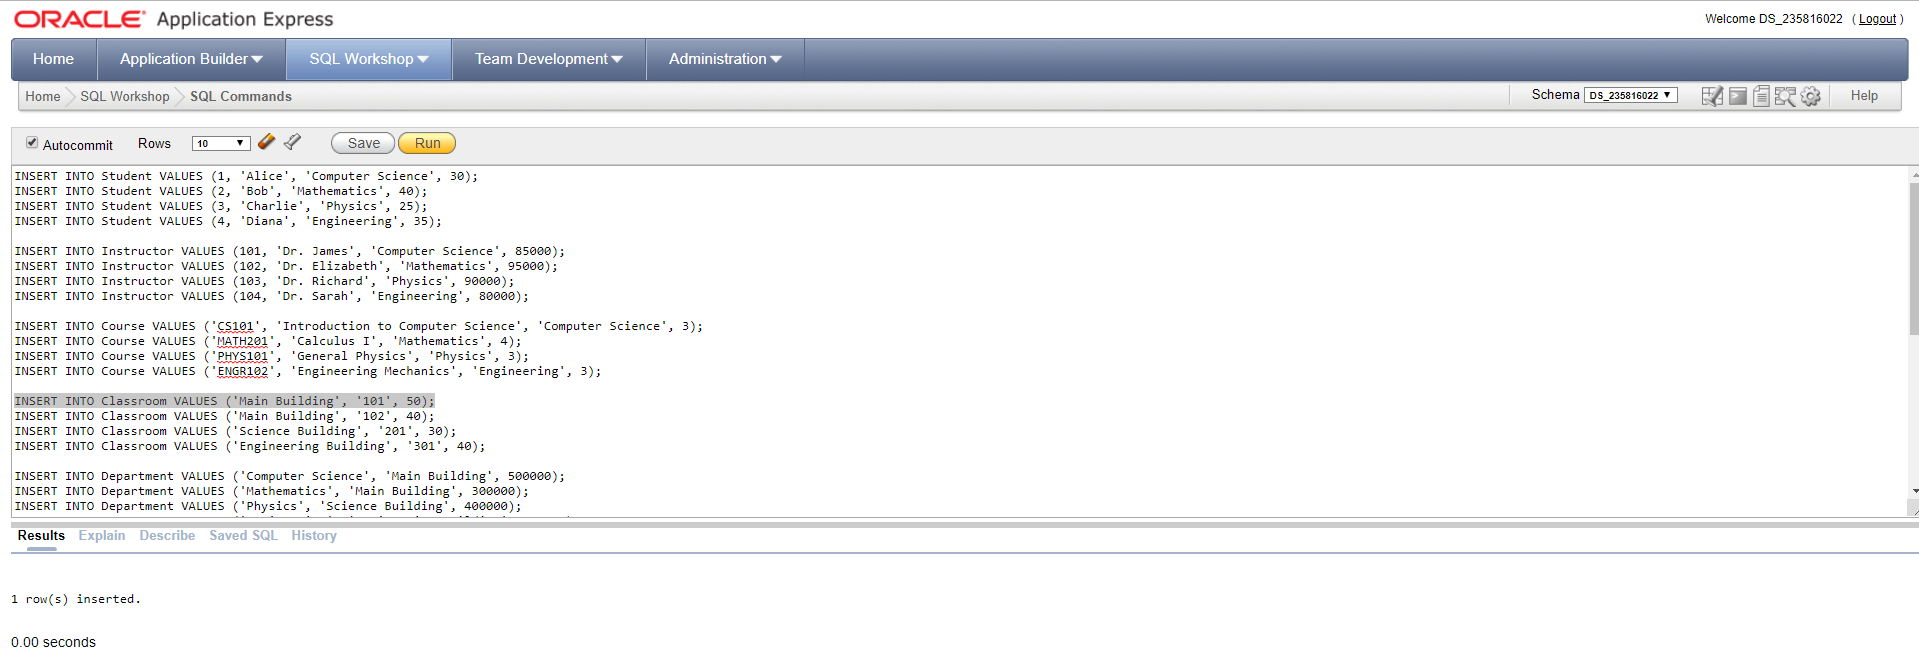 ORACLE Application Express
Welcome DS_235816022 ( Logout )
Home Application Builder SQL Workshop Team Development Administration
Home SQL Workshop SQL Commands
Schema DS_235816022 Help
Autocommit Rows 10 Save Run
INSERT INTO Student VALUES (1, 'Alice', 'Computer Science', 30);
INSERT INTO Student VALUES (2, 'Bob', 'Mathematics', 40);
INSERT INTO Student VALUES (3, 'Charlie', 'Physics', 25);
INSERT INTO Student VALUES (4, 'Diana', 'Engineering', 35);
INSERT INTO Instructor VALUES (101, 'Dr. James', 'Computer Science', 85000);
INSERT INTO Instructor VALUES (102, 'Dr. Elizabeth', 'Mathematics', 95000);
INSERT INTO Instructor VALUES (103, 'Dr. Richard', 'Physics', 90000);
INSERT INTO Instructor VALUES (104, 'Dr. Sarah', 'Engineering', 80000);
INSERT INTO Course VALUES ('CS101', 'Introduction to Computer Science', 'Computer Science', 3);
INSERT INTO Course VALUES ('MATH201', 'Calculus I', 'Mathematics', 4);
INSERT INTO Course VALUES ('PHYS101', 'General Physics', 'Physics', 3);
INSERT INTO Course VALUES ('ENGR102', 'Engineering Mechanics', 'Engineering', 3);
INSERT INTO Classroom VALUES ('Main Building', '101', 50);
INSERT INTO Classroom VALUES ('Main Building', '102', 40);
INSERT INTO Classroom VALUES ('Science Building', '201', 30);
INSERT INTO Classroom VALUES ('Engineering Building', '301', 40);
INSERT INTO Department VALUES ('Computer Science', 'Main Building', 500000);
INSERT INTO Department VALUES ('Mathematics', 'Main Building', 300000);
INSERT INTO Department VALUES ('Physics', 'Science Building', 400000);
Results Explain Describe Saved SQL History
1 row(s) inserted.
0.00 seconds